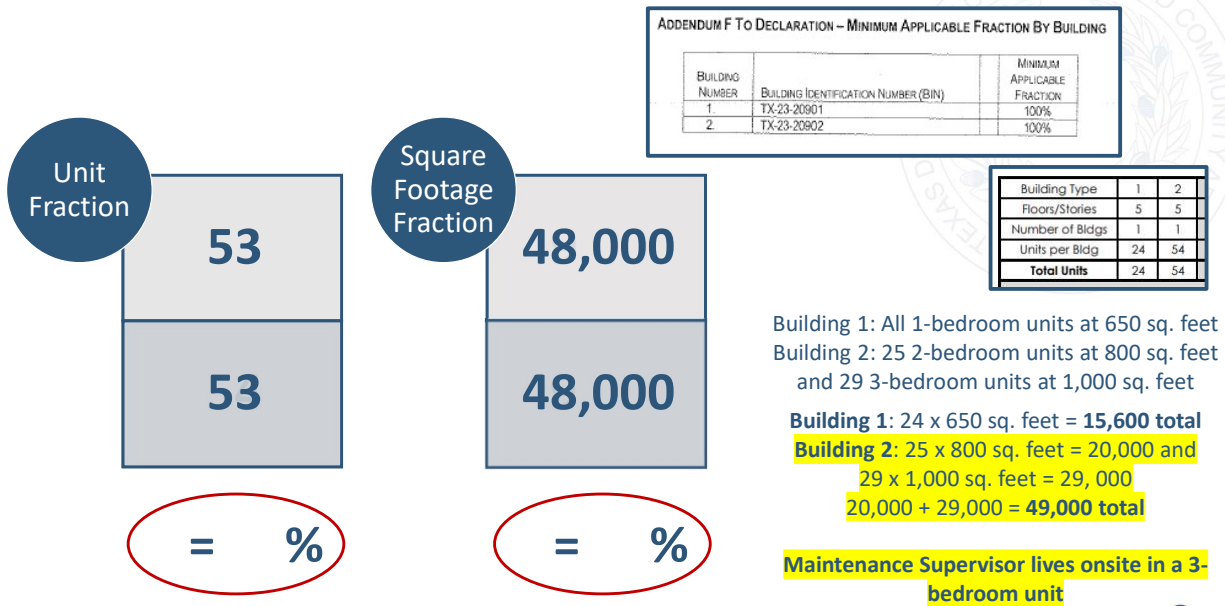 ADDENDUM F TO DECLARATION – MINIMUM APPLICABLE FRACTION BY BUILDING
BUILDING NUMBER BUILDING IDENTIFICATION NUMBER (BIN) MINIMUM APPLICABLE FRACTION
1. TX-23-20901 100%
2. TX-23-20902 100%
Unit
Fraction
53
53
= %
Square
Footage
Fraction
48,000
48,000
= %
Building Type 1 2
Floors/Stories 5 5
Number of Bldgs 1 1
Units per Bldg 24 54
Total Units 24 54
Building 1: All 1-bedroom units at 650 sq. feet
Building 2: 25 2-bedroom units at 800 sq. feet
and 29 3-bedroom units at 1,000 sq. feet
Building 1: 24 x 650 sq. feet = 15,600 total
Building 2: 25 x 800 sq. feet = 20,000 and
29 x 1,000 sq. feet = 29, 000
20,000 + 29,000 = 49,000 total
Maintenance Supervisor lives onsite in a 3-
bedroom unit